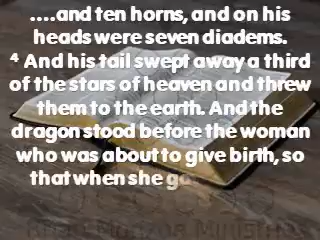 ....and ten horns, and on his
heads were seven diadems.
⁴ And his tail swept away a third
of the stars of heaven and threw
them to the earth. And the
dragon stood before the woman
who was about to give birth, so
that when she